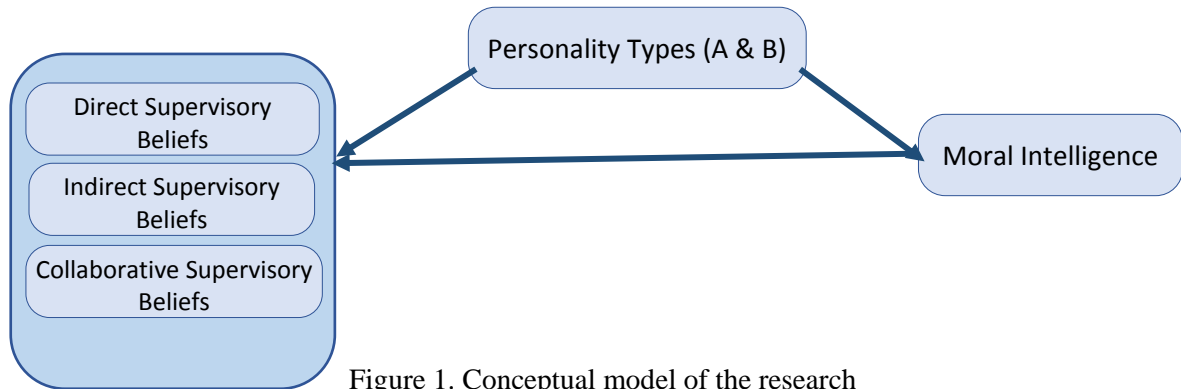 Personality Types (A & B)
Direct Supervisory
Beliefs
Indirect Supervisory
Beliefs
Collaborative Supervisory
Beliefs
Moral Intelligence
Figure 1. Conceptual model of the research